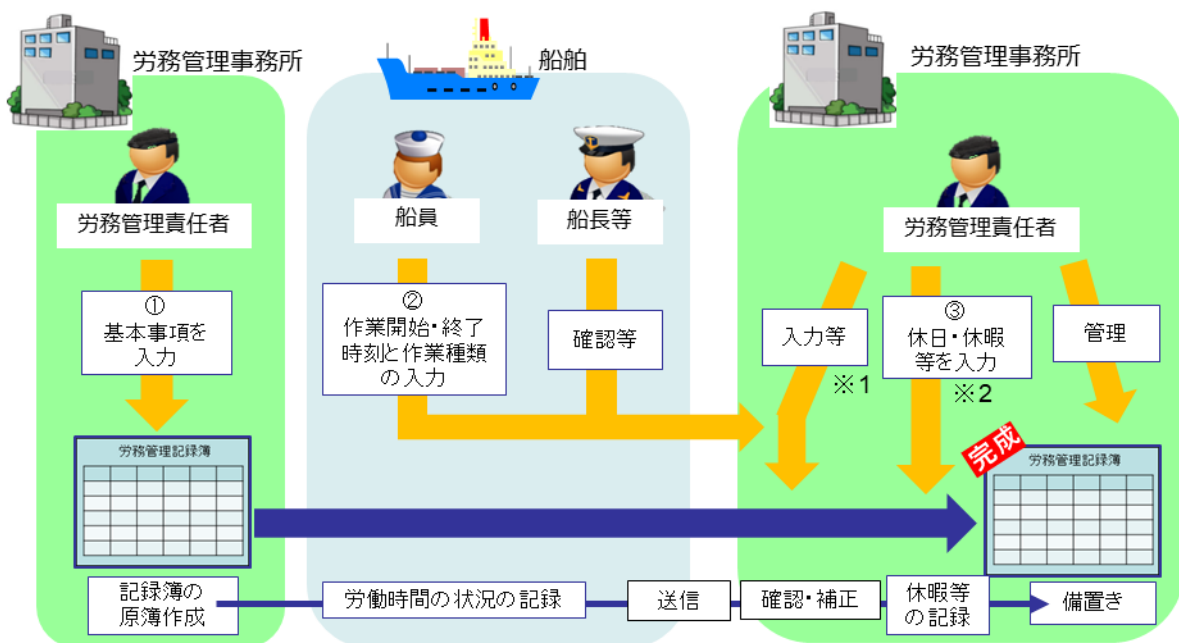 労務管理事務所
船舶
労務管理事務所
労務管理責任者
船員
船長等
労務管理責任者
①
基本事項を
入力
②
作業開始・終了
時刻と作業種類
の入力
確認等
入力等
※1
③
休日・休暇
等を入力
※2
管理
労務管理記録簿
完成
労務管理記録簿
記録簿の
原簿作成
労働時間の状況の記録
送信
確認・補正
休暇等
の記録
備置き